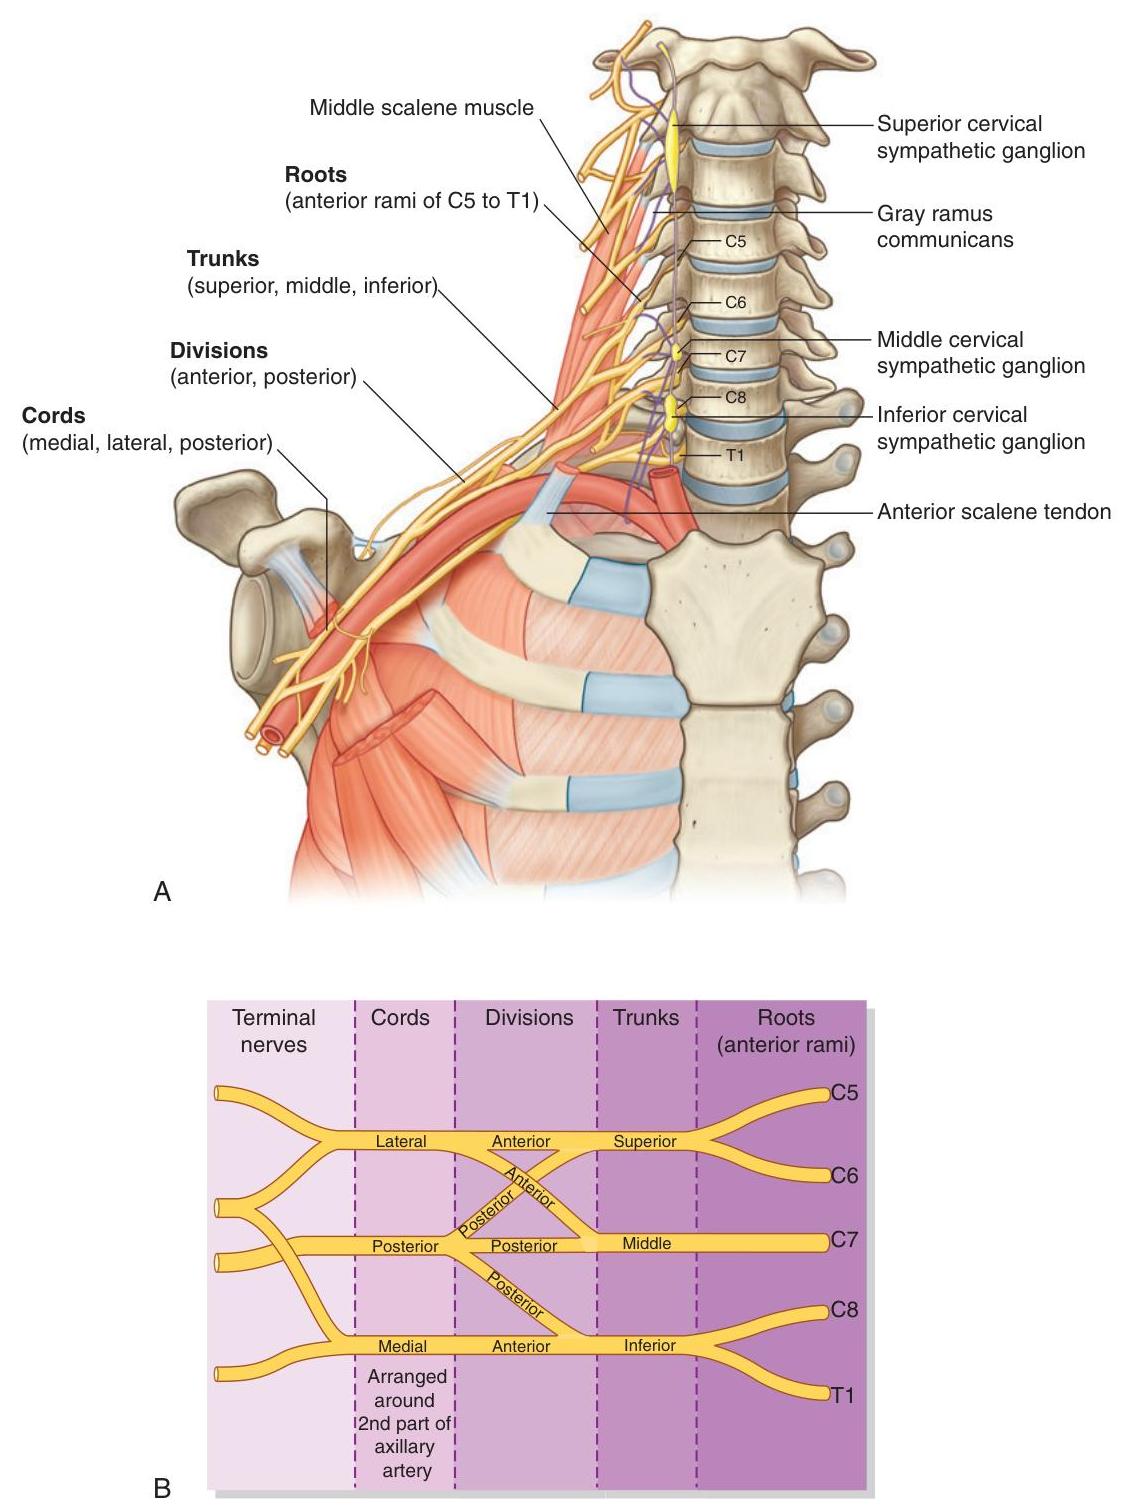 Middle scalene muscle
Roots
(anterior rami of C5 to T1)
Trunks
(superior, middle, inferior)
Divisions
(anterior, posterior)
Cords
(medial, lateral, posterior)
Superior cervical
sympathetic ganglion
Gray ramus
communicans
C5
C6
Middle cervical
sympathetic ganglion
C7
C8
Inferior cervical
sympathetic ganglion
T1
Anterior scalene tendon
A
Terminal
nerves
Cords
Divisions
Trunks
Roots
(anterior rami)
C5
Lateral
Anterior
Superior
C6
Anterior
Posterior
Posterior
Posterior
Middle
C7
Posterior
C8
Medial
Anterior
Inferior
T1
Arranged
around
2nd part of
axillary
artery
B